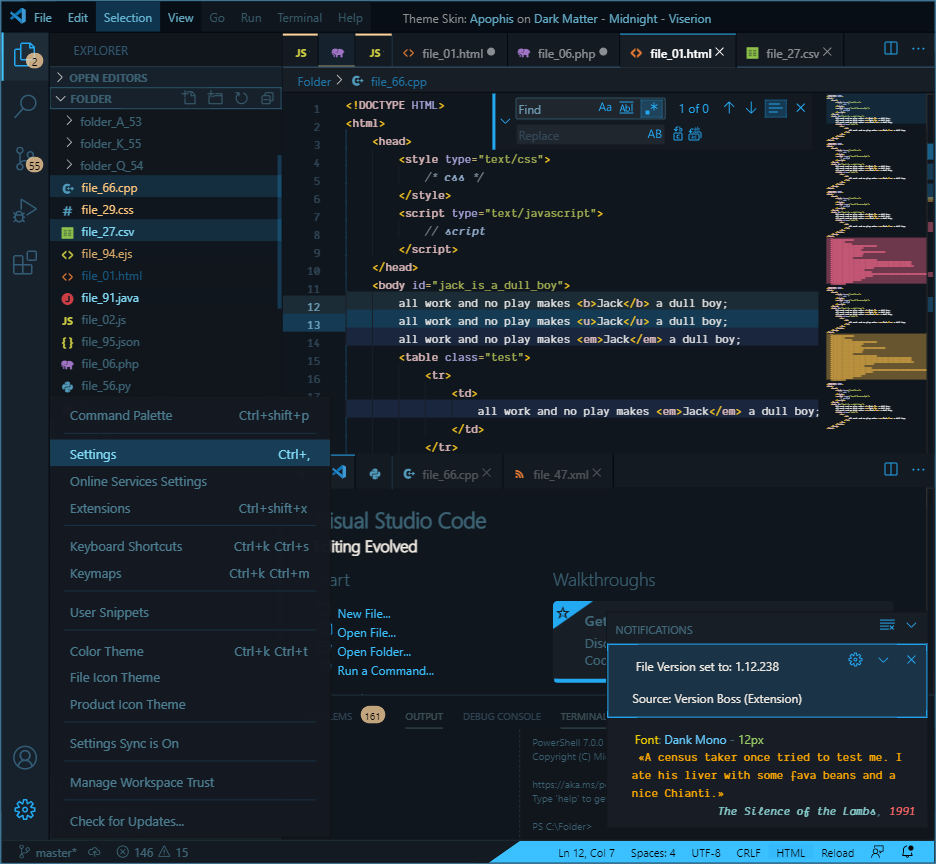 File Edit Selection View Go Run Terminal Help Theme Skin: Apophis on Dark Matter - Midnight - Viserion
2
EXPLORER
JS JS file_01.html file_06.php file_01.html file_27.csv
OPEN EDITORS
Folder > file_66.cpp
FOLDER
folder_A_53
folder_K_55
folder_Q_54
55
file_66.cpp
file_29.css
file_27.csv
file_94.ejs
file_01.html
file_91.java
JS file_02.js
file_95.json
file_06.php
file_56.py
1 <!DOCTYPE HTML>
2 <html>
3 <head>
4 <style type="text/css">
5 /* css */
6 </style>
7 <script type="text/javascript">
8 // script
9 </script>
10 </head>
11 <body id="jack_is_a_dull_boy">
12 all work and no play makes <b>Jack</b> a dull boy;
13 all work and no play makes <u>Jack</u> a dull boy;
14 all work and no play makes <em>Jack</em> a dull boy;
15 <table class="test">
16 <tr>
<td>
all work and no play makes <em>Jack</em> a dull boy;
</td>
</tr>
Find Aa Abl .* 1 of 0
Replace AB
Command Palette Ctrl+shift+p
Settings Ctrl+,
Online Services Settings
Extensions Ctrl+shift+x
Keyboard Shortcuts Ctrl+k Ctrl+s
Keymaps Ctrl+k Ctrl+m
User Snippets
Color Theme Ctrl+k Ctrl+t
File Icon Theme
Product Icon Theme
Settings Sync is On
Manage Workspace Trust
Check for Updates...
file_66.cpp file_47.xml
isual Studio Code
iting Evolved
art
New File...
Open File...
Open Folder...
Run a Command...
Walkthroughs
Get
Disc
Coc
LEMS 161 OUTPUT DEBUG CONSOLE TERMINAL
PowerShell 7.0.0
Copyright (C) Mi
https://aka.ms/p
Type 'help' to ge
PS C:\Folder>
NOTIFICATIONS
File Version set to: 1.12.238
Source: Version Boss (Extension)
Font: Dank Mono - 12px
«A census taker once tried to test me. I
ate his liver with some fava beans and a
nice Chianti.»
The Silence of the Lambs, 1991
master* 146 15 Ln 12, Col 7 Spaces: 4 UTF-8 CRLF HTML Reload